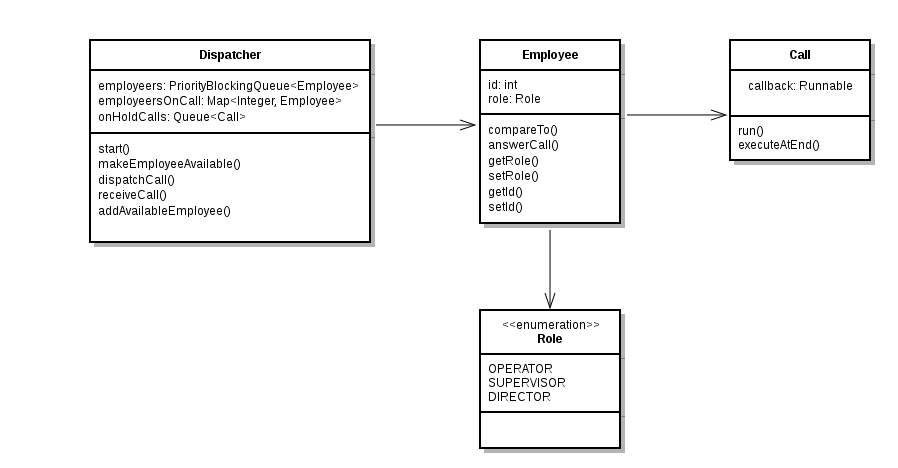 Dispatcher
employeers: PriorityBlockingQueue<Employee>
employeersOnCall: Map<Integer, Employee>
onHoldCalls: Queue<Call>
start()
makeEmployeeAvailable()
dispatchCall()
receiveCall()
addAvailableEmployee()
Employee
id: int
role: Role
compareTo()
answerCall()
getRole()
setRole()
getId()
setId()
Call
callback: Runnable
run()
executeAtEnd()
<<enumeration>>
Role
OPERATOR
SUPERVISOR
DIRECTOR